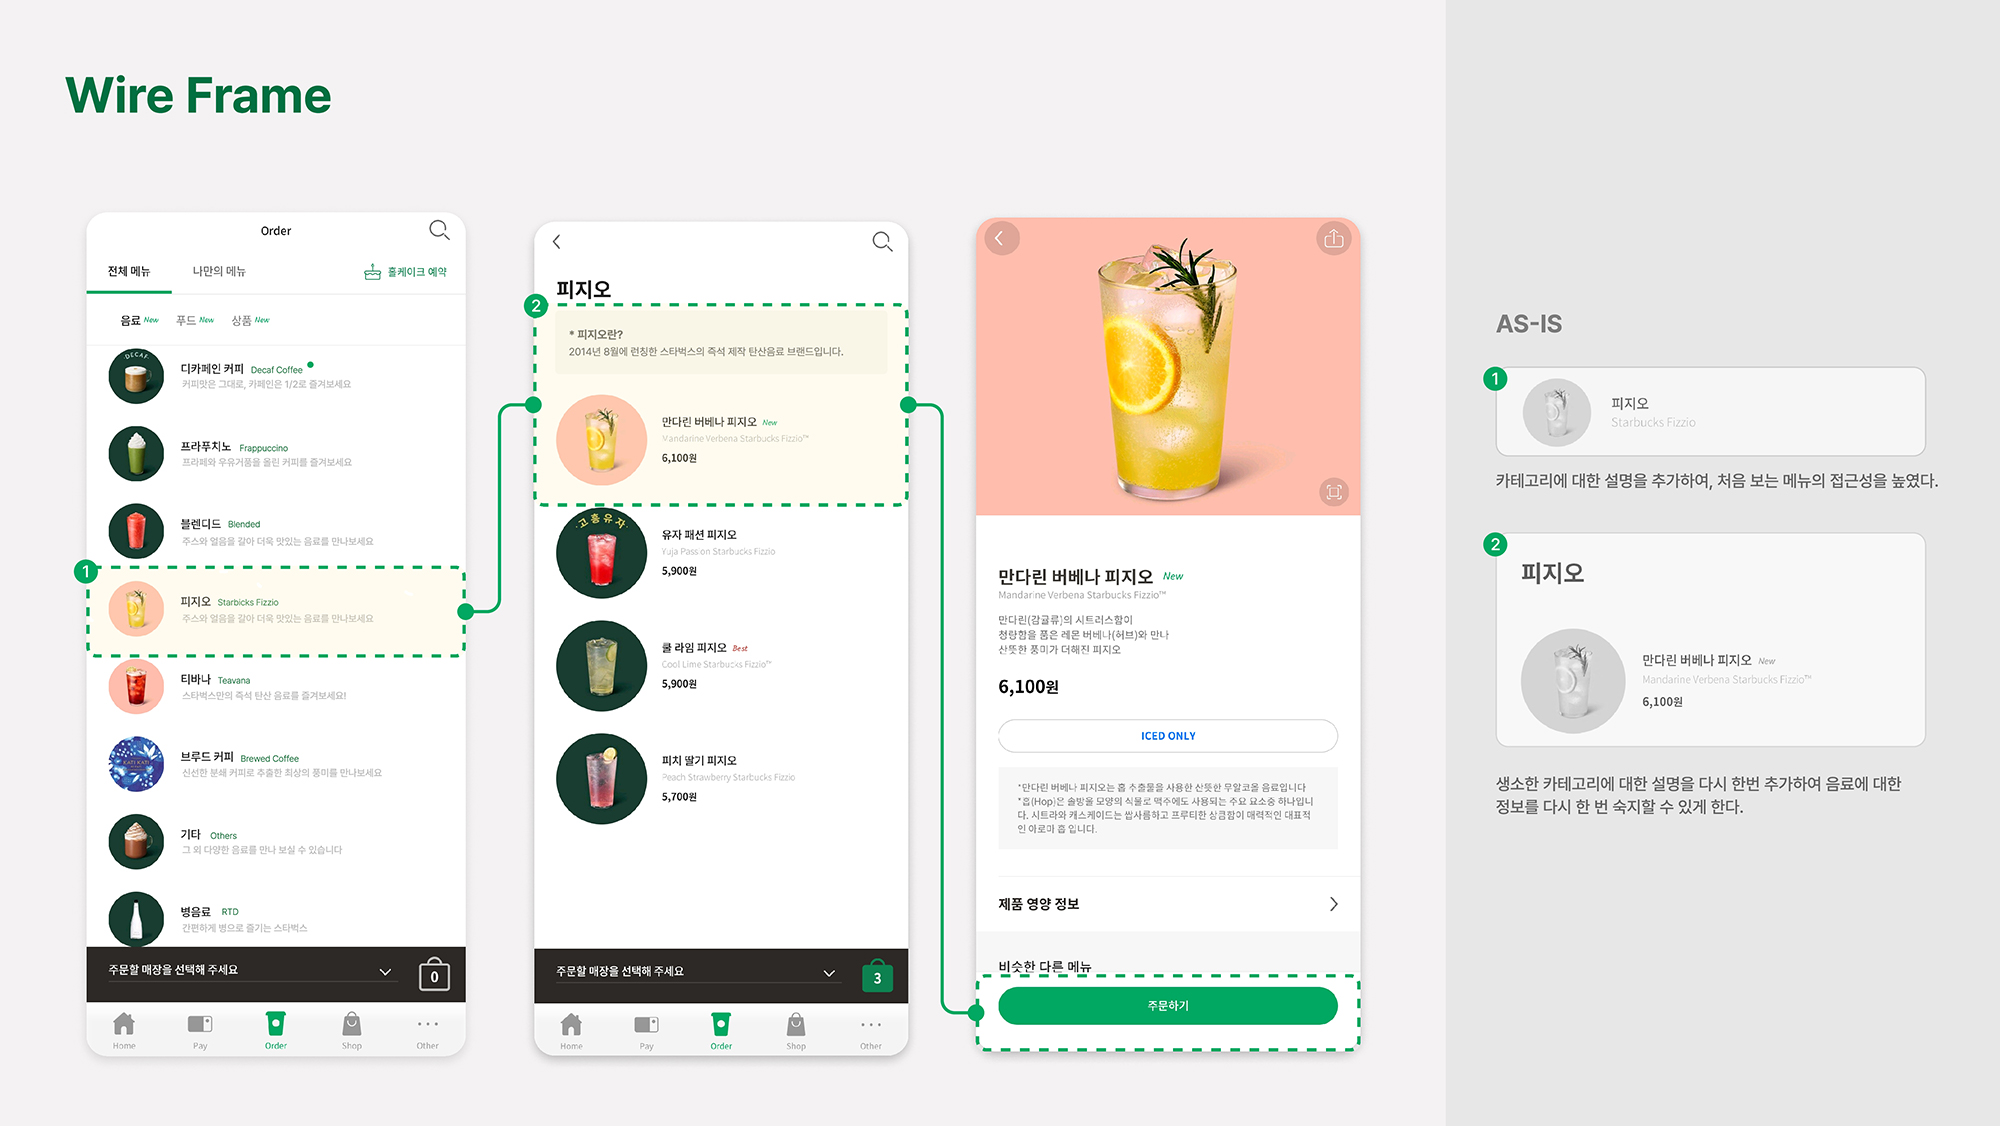 Wire Frame
Order
전체 메뉴
나만의 메뉴
홀케이크 예약
음료 New
푸드 New
상품 New
DECAF
디카페인 커피 Decaf Coffee
커피맛은 그대로, 카페인은 1/2로 즐겨보세요
프라푸치노 Frappuccino
프라페와 우유거품을 올린 커피를 즐겨보세요
블렌디드 Blended
주스와 얼음을 갈아 더욱 맛있는 음료를 만나보세요
1
피지오 Starbicks Fizzio
주스와 얼음을 갈아 더욱 맛있는 음료를 만나보세요
티바나 Teavana
스타벅스만의 즉석 탄산 음료를 즐겨보세요!
KATI KATI
브루드 커피 Brewed Coffee
신선한 분쇄 커피로 추출한 최상의 풍미를 만나보세요
기타 Others
그 외 다양한 음료를 만나 보실 수 있습니다
병음료 RTD
간편하게 병으로 즐기는 스타벅스
주문할 매장을 선택해 주세요
0
Home
Pay
Order
Shop
Other
피지오
2
* 피지오란?
2014년 8월에 런칭한 스타벅스의 즉석 제작 탄산음료 브랜드입니다.
만다린 버베나 피지오 New
Mandarine Verbena Starbucks Fizzio™
6,100원
고흥유자
유자 패션 피지오
Yuja Passion Starbucks Fizzio
5,900원
쿨 라임 피지오 Best
Cool Lime Starbucks Fizzio™
5,900원
피치 딸기 피지오
Peach Strawberry Starbucks Fizzio
5,700원
주문할 매장을 선택해 주세요
3
Home
Pay
Order
Shop
Other
만다린 버베나 피지오 New
Mandarine Verbena Starbucks Fizzio™
만다린(감귤류)의 시트러스함이
청량함을 품은 레몬 버베나(허브)와 만나
산뜻한 풍미가 더해진 피지오
6,100원
ICED ONLY
*만다린 버베나 피지오는 홉 추출물을 사용한 산뜻한 무알코올 음료입니다
*홉(Hop)은 솔방울 모양의 식물로 맥주에도 사용되는 주요 요소중 하나입니
다. 시트라와 캐스케이드는 쌉사름하고 프루티한 상큼함이 매력적인 대표적
인 아로마 홉 입니다.
제품 영양 정보
비슷한 다른 메뉴
주문하기
AS-IS
1
피지오
Starbucks Fizzio
카테고리에 대한 설명을 추가하여, 처음 보는 메뉴의 접근성을 높였다.
2
피지오
만다린 버베나 피지오 New
Mandarine Verbena Starbucks Fizzio™
6,100원
생소한 카테고리에 대한 설명을 다시 한번 추가하여 음료에 대한
정보를 다시 한 번 숙지할 수 있게 한다.